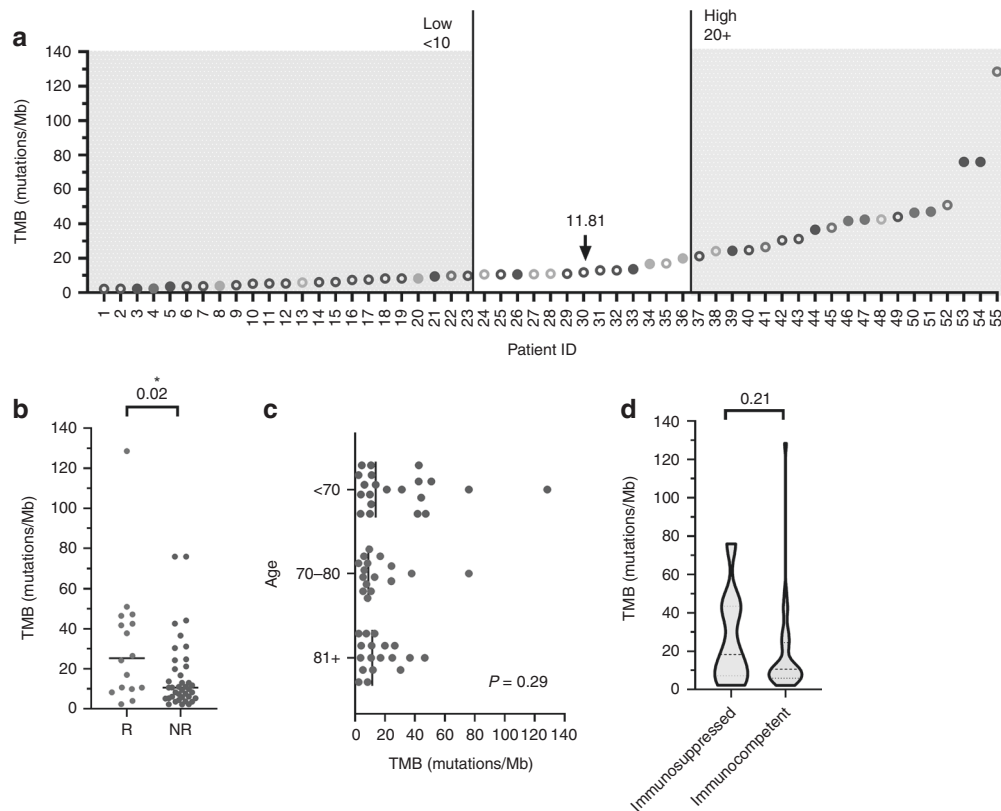 a
Low
<10
High
20+
TMB (mutations/Mb)
140
120
100
80
60
40
20
0
11.81
1 2 3 4 5 6 7 8 9 10 11 12 13 14 15 16 17 18 19 20 21 22 23 24 25 26 27 28 29 30 31 32 33 34 35 36 37 38 39 40 41 42 43 44 45 46 47 48 49 50 51 52 53 54 55
Patient ID
b
*
0.02
TMB (mutations/Mb)
140
120
100
80
60
40
20
0
R NR
c
Age
<70
70–80
81+
P = 0.29
0 20 40 60 80 100 120 140
TMB (mutations/Mb)
d
0.21
TMB (mutations/Mb)
140
120
100
80
60
40
20
0
Immunosuppressed
Immunocompetent